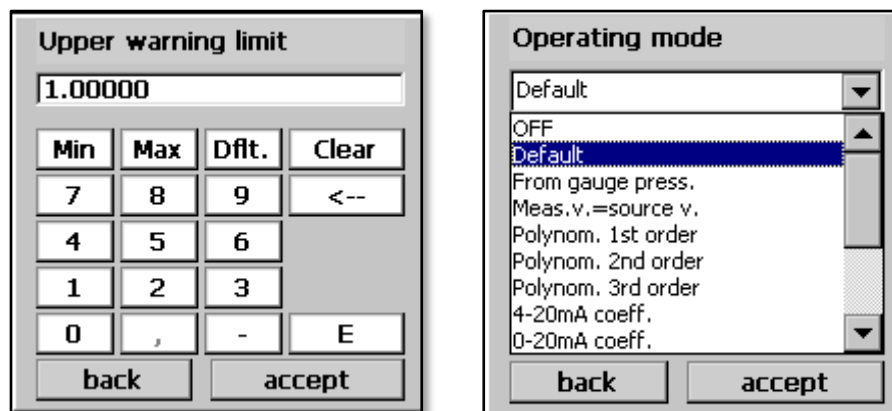 Upper warning limit
1.00000
Min Max Dflt. Clear
7 8 9 <--
4 5 6
1 2 3
0 , - E
back accept
Operating mode
Default
OFF
Default
From gauge press.
Meas.v.=source v.
Polynom. 1st order
Polynom. 2nd order
Polynom. 3rd order
4-20mA coeff.
0-20mA coeff.
back accept